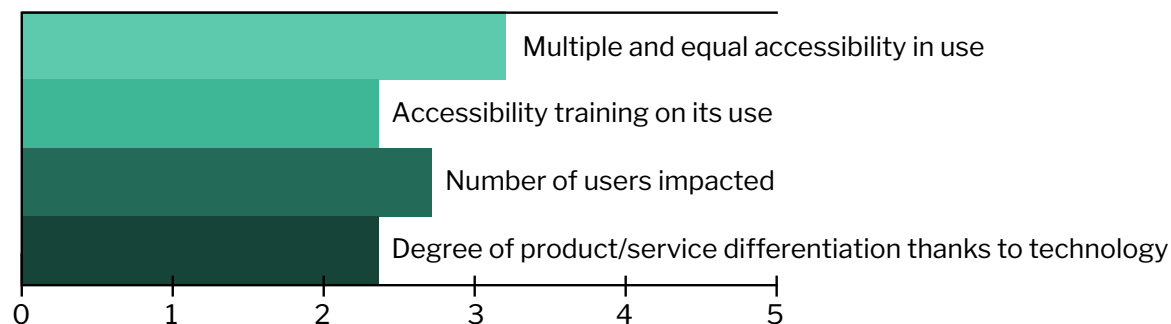 Multiple and equal accessibility in use
Accessibility training on its use
Number of users impacted
Degree of product/service differentiation thanks to technology
0 1 2 3 4 5